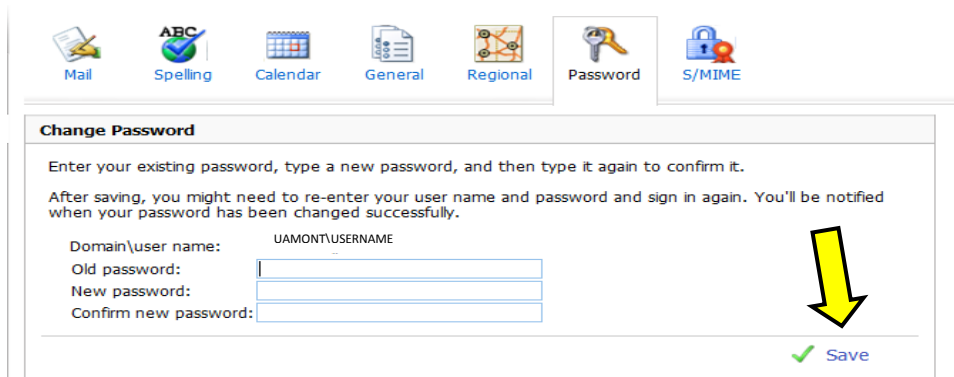 ABC
Mail Spelling Calendar General Regional Password S/MIME
Change Password
Enter your existing password, type a new password, and then type it again to confirm it.
After saving, you might need to re-enter your user name and password and sign in again. You'll be notified
when your password has been changed successfully.
Domain\user name: UAMONT\USERNAME
Old password:
New password:
Confirm new password:
Save